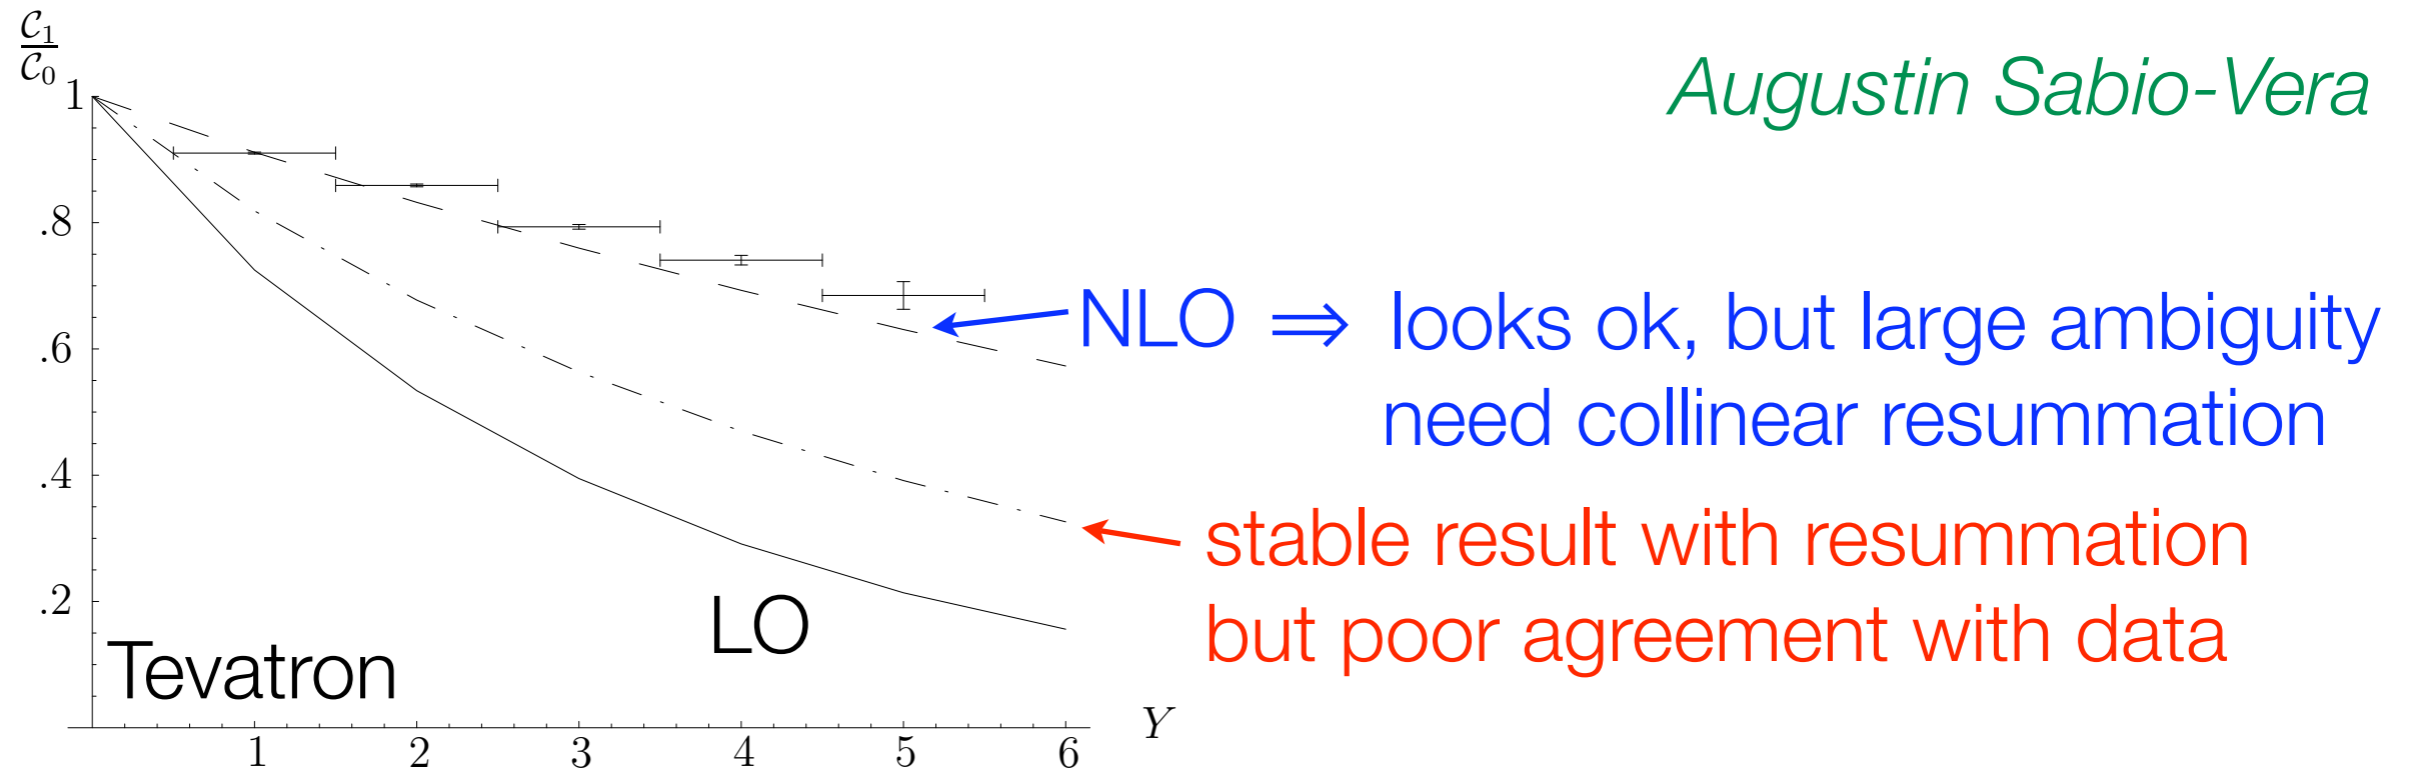 C₁
C₀
1
.8
.6
.4
.2
1 2 3 4 5 6
Y
Tevatron
LO
Augustin Sabio-Vera
NLO ⇒ looks ok, but large ambiguity
need collinear resummation
stable result with resummation
but poor agreement with data